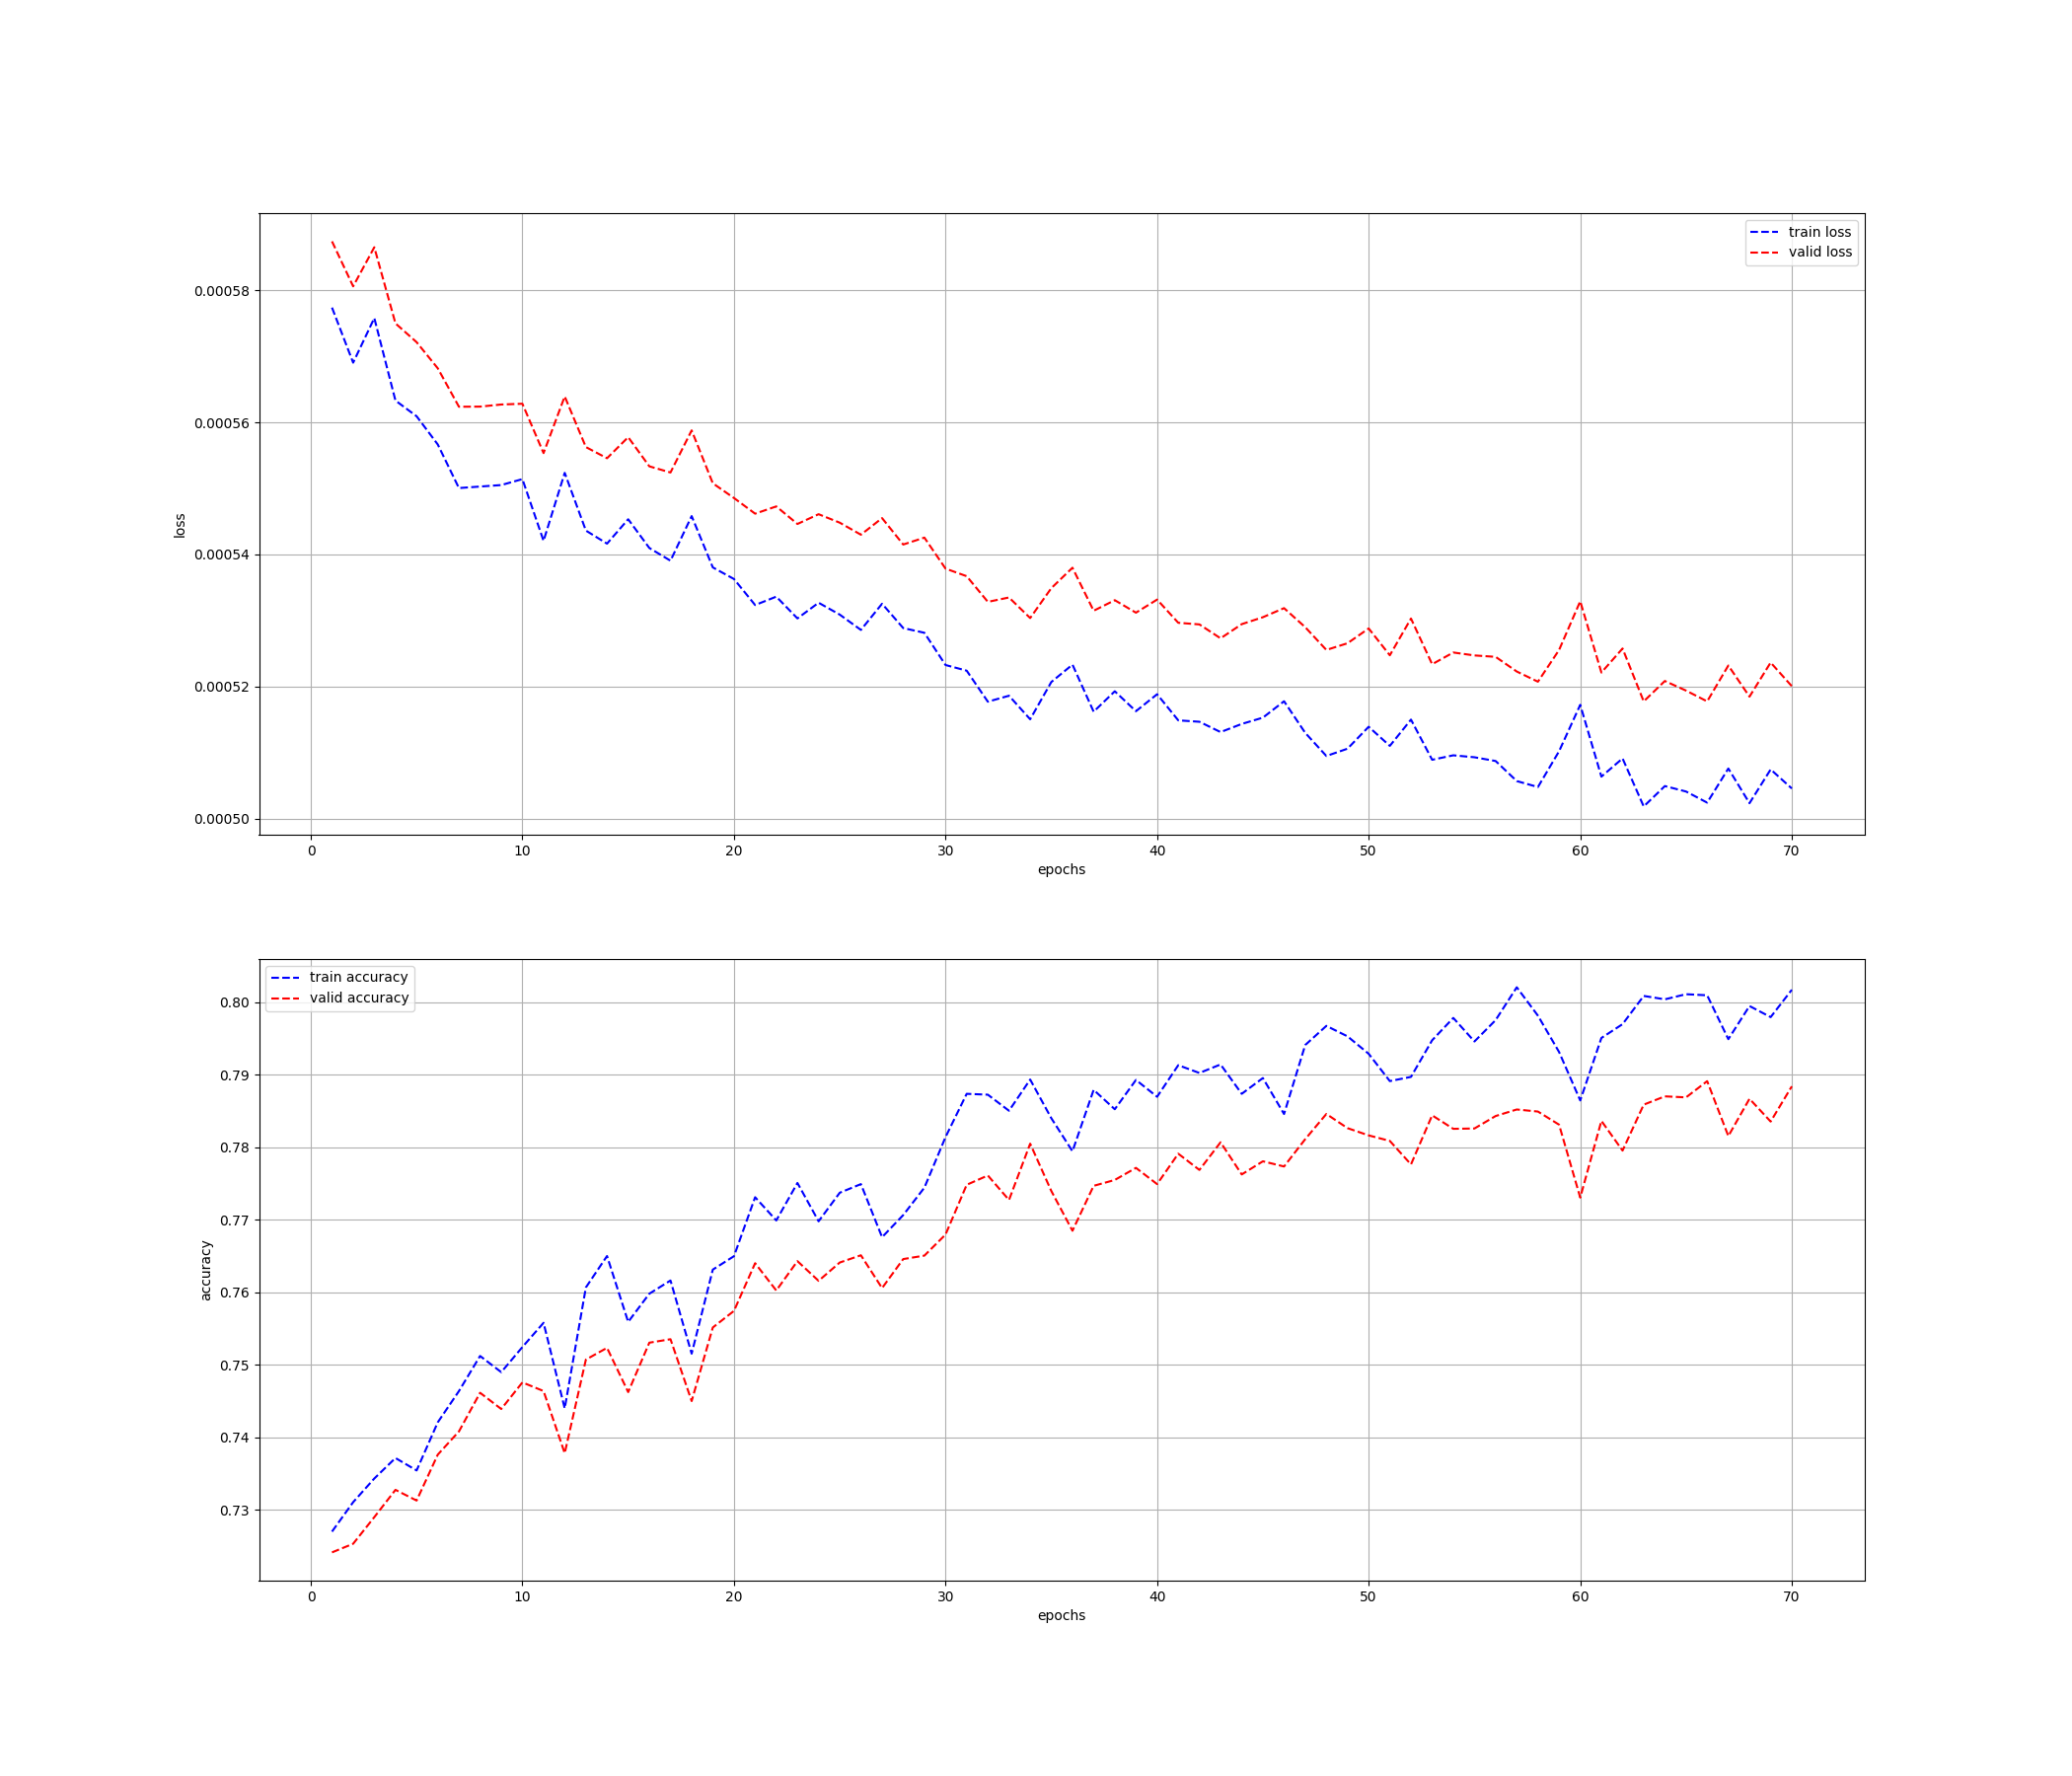 train loss
valid loss
0.00058
0.00056
0.00054
0.00052
0.00050
loss
0 10 20 30 40 50 60 70
epochs
train accuracy
valid accuracy
0.80
0.79
0.78
0.77
0.76
0.75
0.74
0.73
accuracy
0 10 20 30 40 50 60 70
epochs